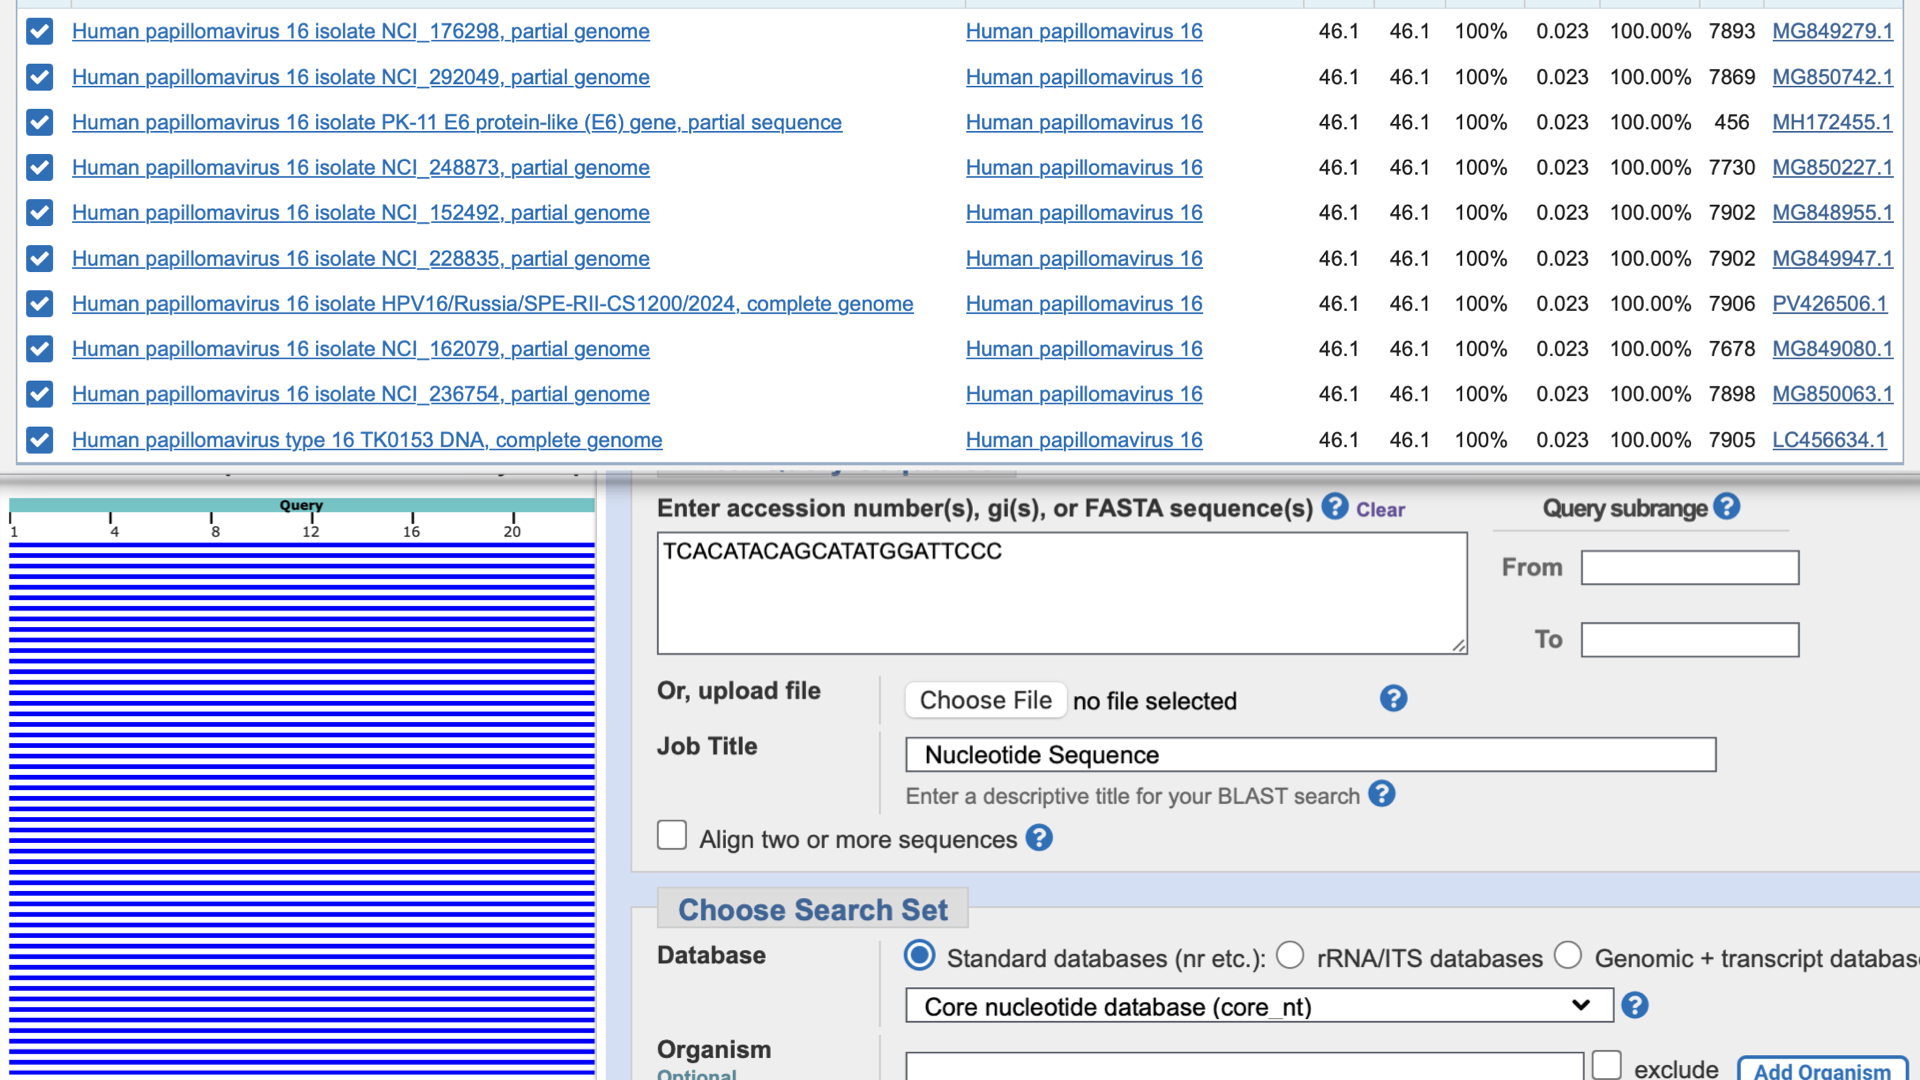 Human papillomavirus 16 isolate NCI_176298, partial genome Human papillomavirus 16 46.1 46.1 100% 0.023 100.00% 7893 MG849279.1
Human papillomavirus 16 isolate NCI_292049, partial genome Human papillomavirus 16 46.1 46.1 100% 0.023 100.00% 7869 MG850742.1
Human papillomavirus 16 isolate PK-11 E6 protein-like (E6) gene, partial sequence Human papillomavirus 16 46.1 46.1 100% 0.023 100.00% 456 MH172455.1
Human papillomavirus 16 isolate NCI_248873, partial genome Human papillomavirus 16 46.1 46.1 100% 0.023 100.00% 7730 MG850227.1
Human papillomavirus 16 isolate NCI_152492, partial genome Human papillomavirus 16 46.1 46.1 100% 0.023 100.00% 7902 MG848955.1
Human papillomavirus 16 isolate NCI_228835, partial genome Human papillomavirus 16 46.1 46.1 100% 0.023 100.00% 7902 MG849947.1
Human papillomavirus 16 isolate HPV16/Russia/SPE-RII-CS1200/2024, complete genome Human papillomavirus 16 46.1 46.1 100% 0.023 100.00% 7906 PV426506.1
Human papillomavirus 16 isolate NCI_162079, partial genome Human papillomavirus 16 46.1 46.1 100% 0.023 100.00% 7678 MG849080.1
Human papillomavirus 16 isolate NCI_236754, partial genome Human papillomavirus 16 46.1 46.1 100% 0.023 100.00% 7898 MG850063.1
Human papillomavirus type 16 TK0153 DNA, complete genome Human papillomavirus 16 46.1 46.1 100% 0.023 100.00% 7905 LC456634.1
Query
1 4 8 12 16 20
Enter accession number(s), gi(s), or FASTA sequence(s) ? Clear
Query subrange ?
TCACATACAGCATATGGATTCCC
From
To
Or, upload file Choose File no file selected ?
Job Title Nucleotide Sequence
Enter a descriptive title for your BLAST search ?
Align two or more sequences ?
Choose Search Set
Database Standard databases (nr etc.): rRNA/ITS databases Genomic + transcript databas
Core nucleotide database (core_nt) ?
Organism
Optional
exclude Add Organism